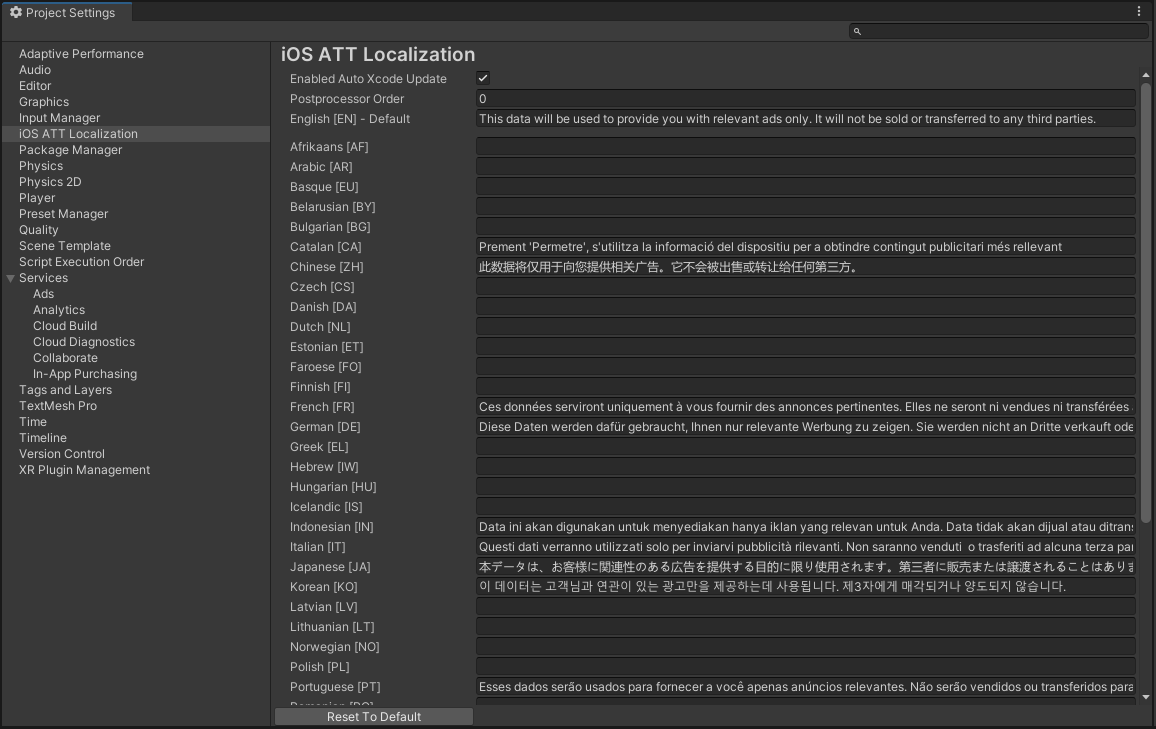 Project Settings
Adaptive Performance
Audio
Editor
Graphics
Input Manager
iOS ATT Localization
Package Manager
Physics
Physics 2D
Player
Preset Manager
Quality
Scene Template
Script Execution Order
Services
Ads
Analytics
Cloud Build
Cloud Diagnostics
Collaborate
In-App Purchasing
Tags and Layers
TextMesh Pro
Time
Timeline
Version Control
XR Plugin Management
iOS ATT Localization
Enabled Auto Xcode Update
Postprocessor Order 0
English [EN] - Default This data will be used to provide you with relevant ads only. It will not be sold or transferred to any third parties.
Afrikaans [AF]
Arabic [AR]
Basque [EU]
Belarusian [BY]
Bulgarian [BG]
Catalan [CA] Prement 'Permetre', s'utilitza la informació del dispositiu per a obtindre contingut publicitari més rellevant
Chinese [ZH] 此数据将仅用于向您提供相关广告。它不会被出售或转让给任何第三方。
Czech [CS]
Danish [DA]
Dutch [NL]
Estonian [ET]
Faroese [FO]
Finnish [FI]
French [FR] Ces données serviront uniquement à vous fournir des annonces pertinentes. Elles ne seront ni vendues ni transférées
German [DE] Diese Daten werden dafür gebraucht, Ihnen nur relevante Werbung zu zeigen. Sie werden nicht an Dritte verkauft ode
Greek [EL]
Hebrew [IW]
Hungarian [HU]
Icelandic [IS]
Indonesian [IN] Data ini akan digunakan untuk menyediakan hanya iklan yang relevan untuk Anda. Data tidak akan dijual atau ditrans
Italian [IT] Questi dati verranno utilizzati solo per inviarvi pubblicità rilevanti. Non saranno venduti o trasferiti ad alcuna terza par
Japanese [JA] 本データは、お客様に関連性のある広告を提供する目的に限り使用されます。第三者に販売または譲渡されることはありま
Korean [KO] 이 데이터는 고객님과 연관이 있는 광고만을 제공하는데 사용됩니다. 제3자에게 매각되거나 양도되지 않습니다.
Latvian [LV]
Lithuanian [LT]
Norwegian [NO]
Polish [PL]
Portuguese [PT] Esses dados serão usados para fornecer a você apenas anúncios relevantes. Não serão vendidos ou transferidos para
Reset To Default